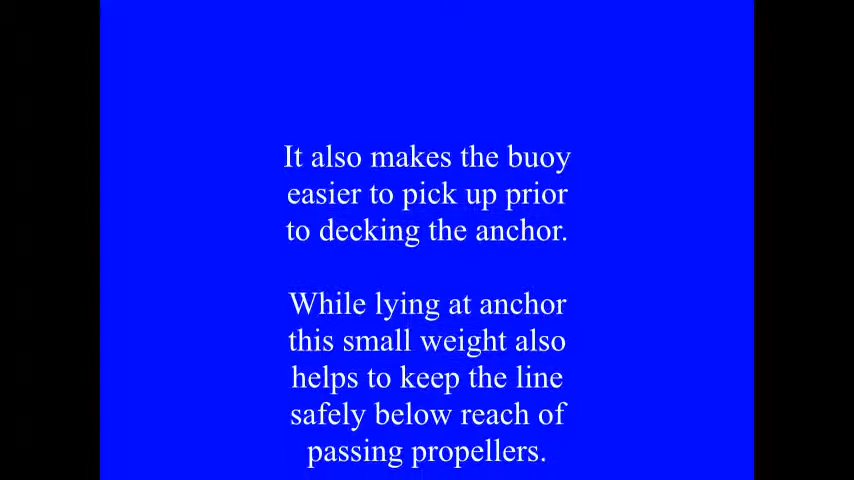 It also makes the buoy
easier to pick up prior
to decking the anchor.
While lying at anchor
this small weight also
helps to keep the line
safely below reach of
passing propellers.